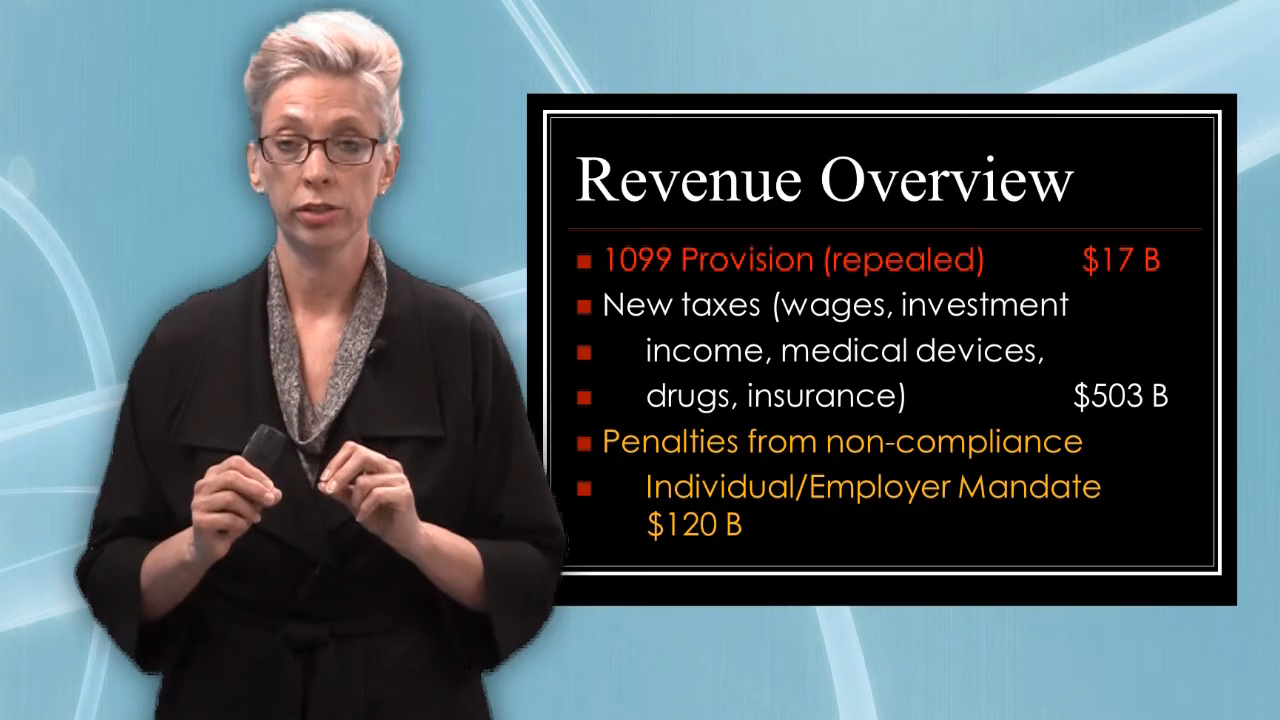 Revenue Overview
1099 Provision (repealed) $17 B
New taxes (wages, investment
income, medical devices,
drugs, insurance) $503 B
Penalties from non-compliance
Individual/Employer Mandate
$120 B